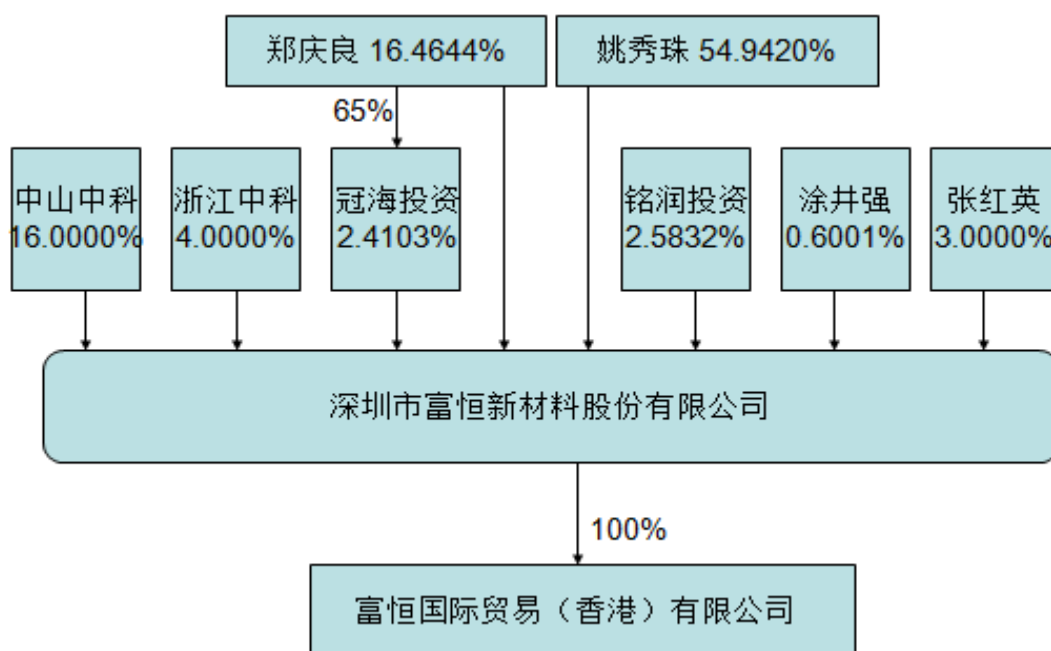 郑庆良 16.4644%
姚秀珠 54.9420%
65%
中山中科
16.0000%
浙江中科
4.0000%
冠海投资
2.4103%
铭润投资
2.5832%
涂井强
0.6001%
张红英
3.0000%
深圳市富恒新材料股份有限公司
100%
富恒国际贸易（香港）有限公司